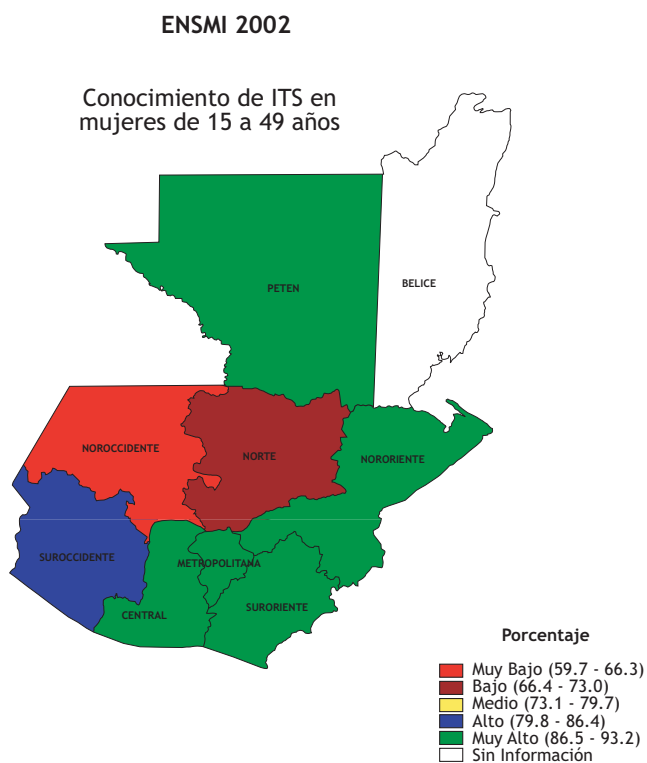 ENSMI 2002
Conocimiento de ITS en
mujeres de 15 a 49 años
PETEN
BELICE
NOROCCIDENTE
NORTE
NORORIENTE
SUROCCIDENTE
METROPOLITANA
CENTRAL
SURORIENTE
Porcentaje
Muy Bajo (59.7 - 66.3)
Bajo (66.4 - 73.0)
Medio (73.1 - 79.7)
Alto (79.8 - 86.4)
Muy Alto (86.5 - 93.2)
Sin Información